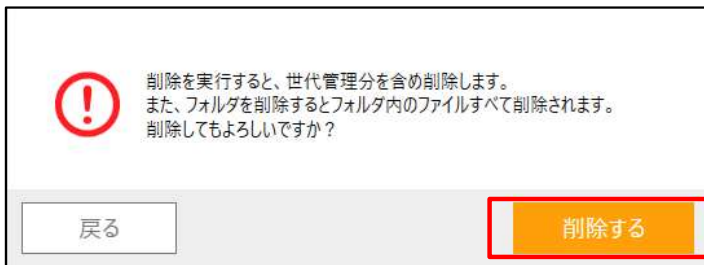 削除を実行すると、世代管理分を含め削除します。
また、フォルダを削除するとフォルダ内のファイルすべて削除されます。
削除してもよろしいですか？
戻る
削除する